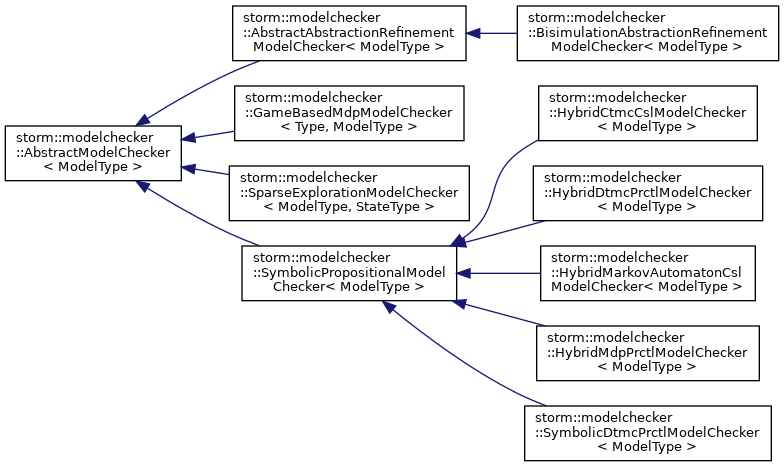 storm::modelchecker
::AbstractAbstractionRefinement
ModelChecker< ModelType >
storm::modelchecker
::BisimulationAbstractionRefinement
ModelChecker< ModelType >
storm::modelchecker
::GameBasedMdpModelChecker
< Type, ModelType >
storm::modelchecker
::HybridCtmcCslModelChecker
< ModelType >
storm::modelchecker
::AbstractModelChecker
< ModelType >
storm::modelchecker
::SparseExplorationModelChecker
< ModelType, StateType >
storm::modelchecker
::HybridDtmcPrctlModelChecker
< ModelType >
storm::modelchecker
::SymbolicPropositionalModel
Checker< ModelType >
storm::modelchecker
::HybridMarkovAutomatonCsl
ModelChecker< ModelType >
storm::modelchecker
::HybridMdpPrctlModelChecker
< ModelType >
storm::modelchecker
::SymbolicDtmcPrctlModelChecker
< ModelType >